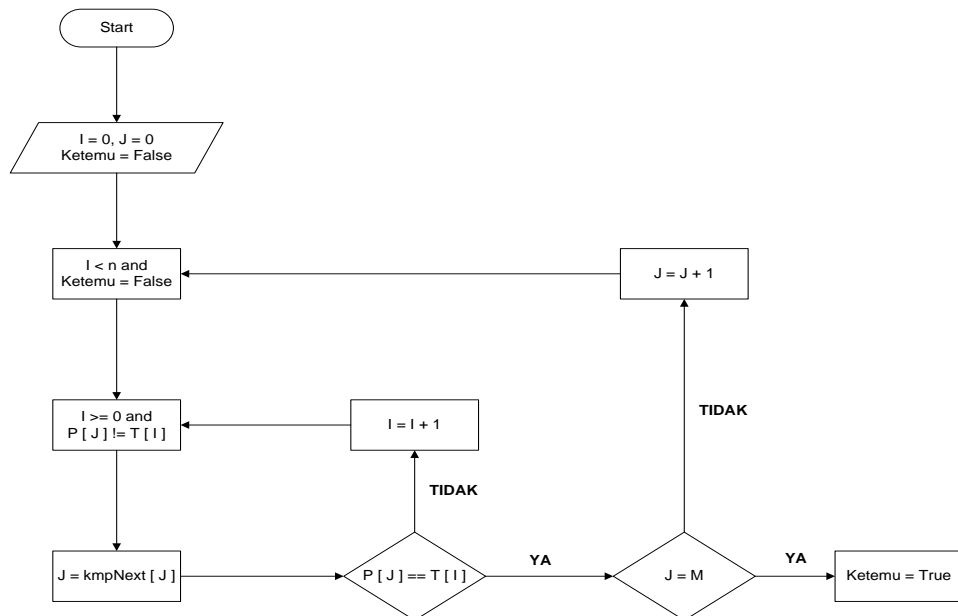 Start
I = 0, J = 0
Ketemu = False
I < n and
Ketemu = False
J = J + 1
I >= 0 and
P [ J ] != T [ I ]
I = I + 1
TIDAK
TIDAK
J = kmpNext [ J ]
P [ J ] == T [ I ]
YA
J = M
YA
Ketemu = True